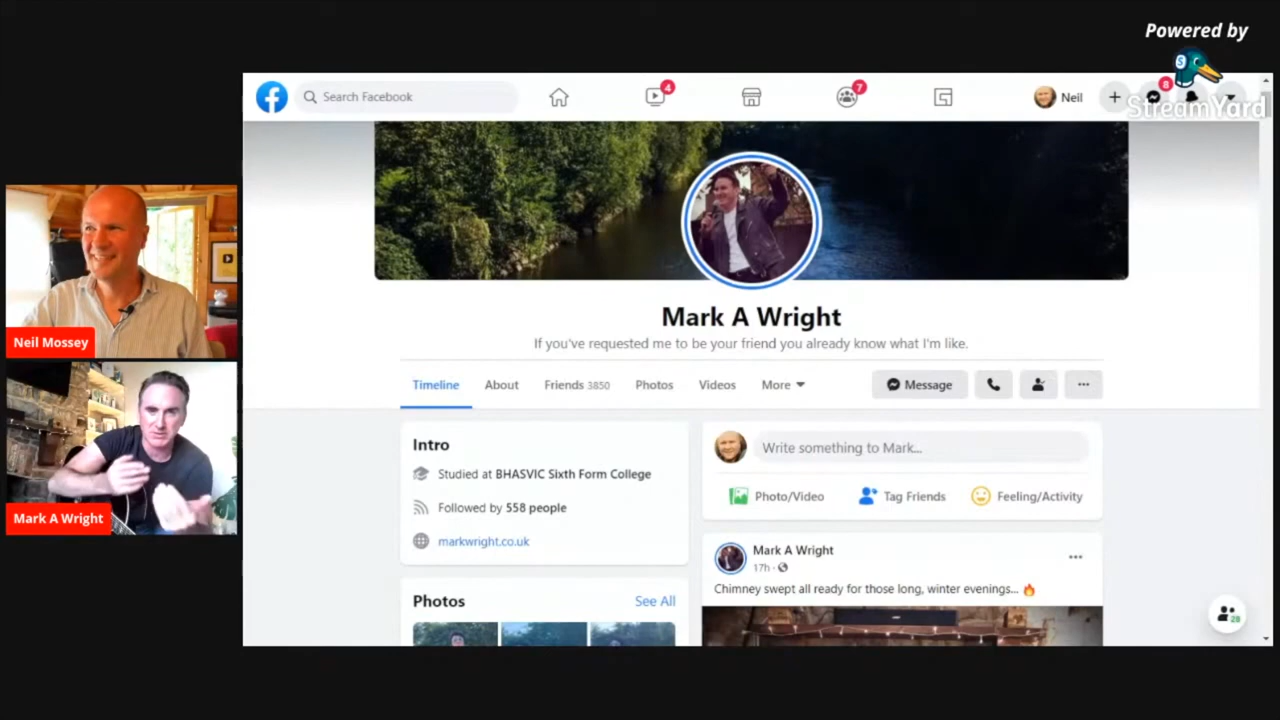 Powered by
StreamYard
Search Facebook
4
7
Neil
8
Neil Mossey
Mark A Wright
Mark A Wright
If you've requested me to be your friend you already know what I'm like.
Timeline
About
Friends 3850
Photos
Videos
More
Message
Intro
Studied at BHASVIC Sixth Form College
Followed by 558 people
markwright.co.uk
Photos
See All
Write something to Mark...
Photo/Video
Tag Friends
Feeling/Activity
Mark A Wright
17h
Chimney swept all ready for those long, winter evenings...
28